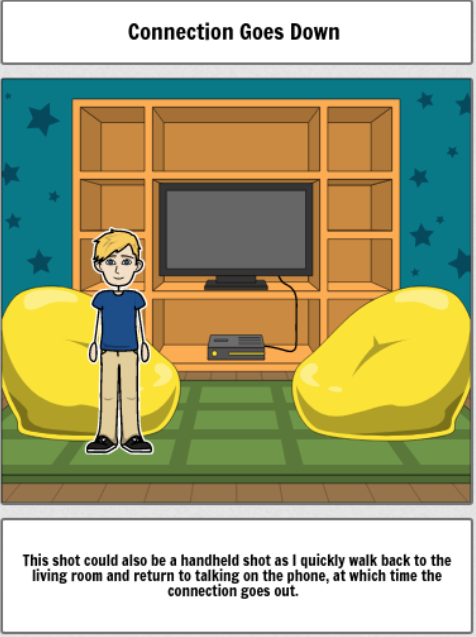 Connection Goes Down
This shot could also be a handheld shot as I quickly walk back to the
living room and return to talking on the phone, at which time the
connection goes out.